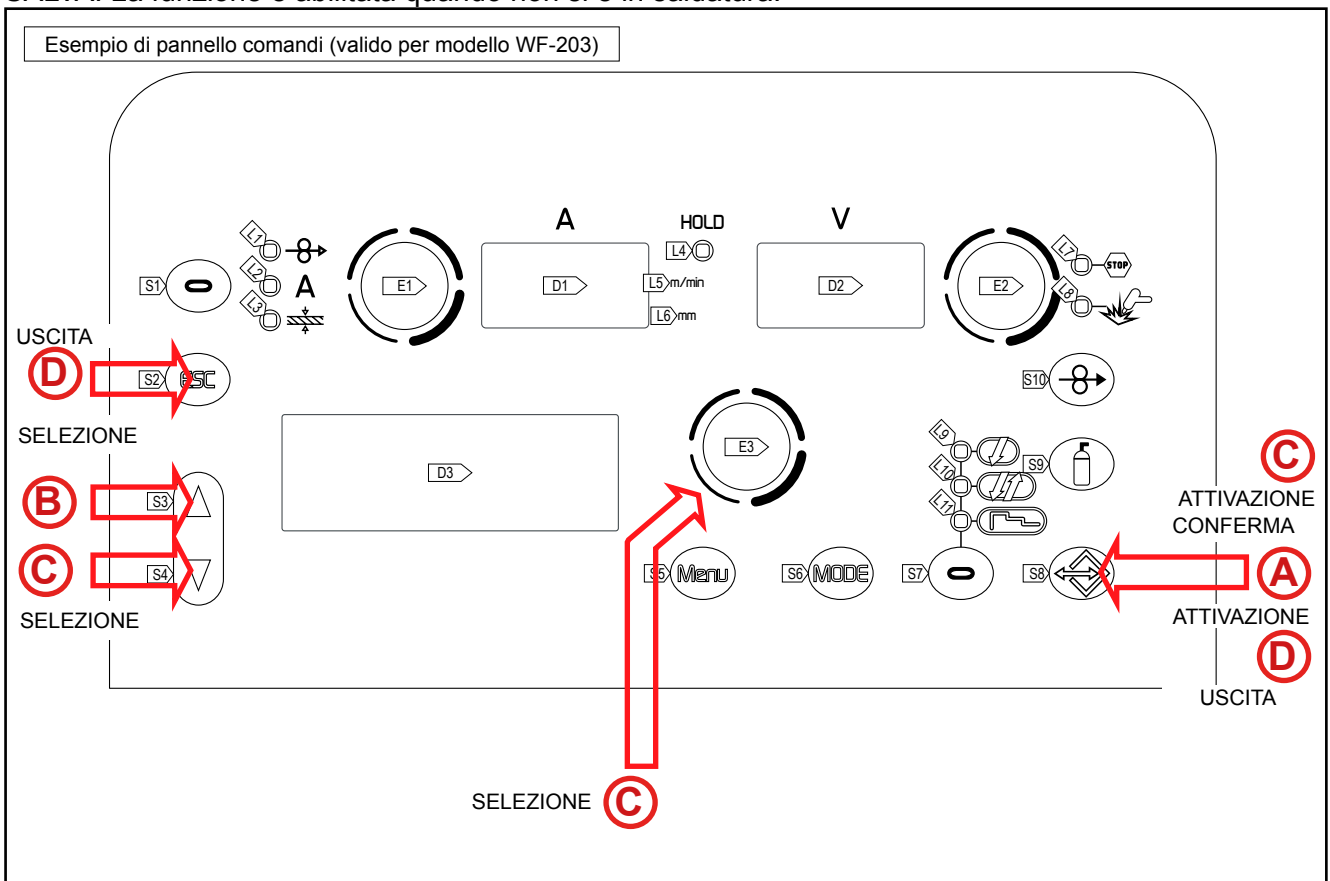 Esempio di pannello comandi (valido per modello WF-203)
A
HOLD
V
L1
L2
A
L3
S1
E1
D1
L4
L5 m/min
L6 mm
D2
E2
L7
STOP
L8
USCITA
D
S2
ESC
S10
SELEZIONE
B
S3
C
S4
SELEZIONE
D3
E3
L9
L10
L11
S9
C
ATTIVAZIONE
CONFERMA
S5
Menu
S6
MODE
S7
S8
A
ATTIVAZIONE
D
USCITA
SELEZIONE
C